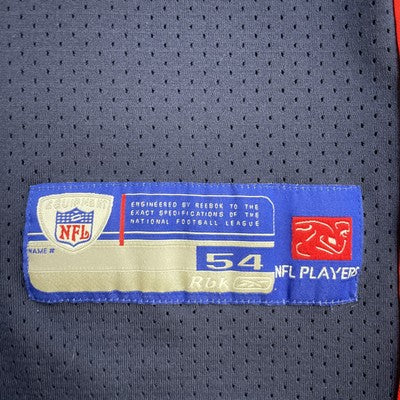 EQUIPMENT
NFL
NAME #
ENGINEERED BY REEBOK TO THE
EXACT SPECIFICATIONS OF THE
NATIONAL FOOTBALL LEAGUE
54
Rbk
NFL PLAYERS